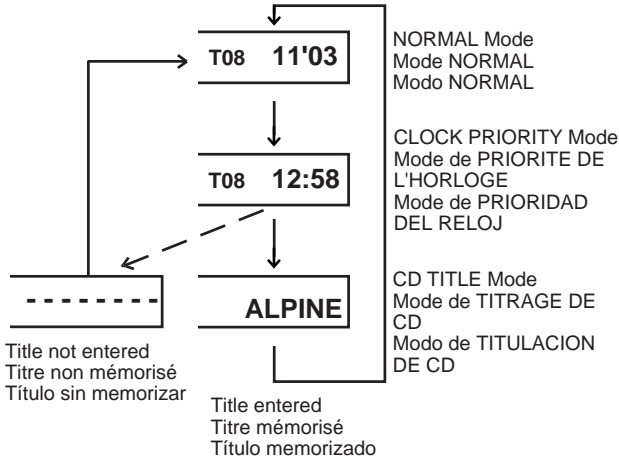 T08 11'03
NORMAL Mode
Mode NORMAL
Modo NORMAL
T08 12:58
CLOCK PRIORITY Mode
Mode de PRIORITE DE
L'HORLOGE
Mode de PRIORIDAD
DEL RELOJ
- - - - - - - -
Title not entered
Titre non mémorisé
Título sin memorizar
ALPINE
CD TITLE Mode
Mode de TITRAGE DE
CD
Modo de TITULACION
DE CD
Title entered
Titre mémorisé
Título memorizado